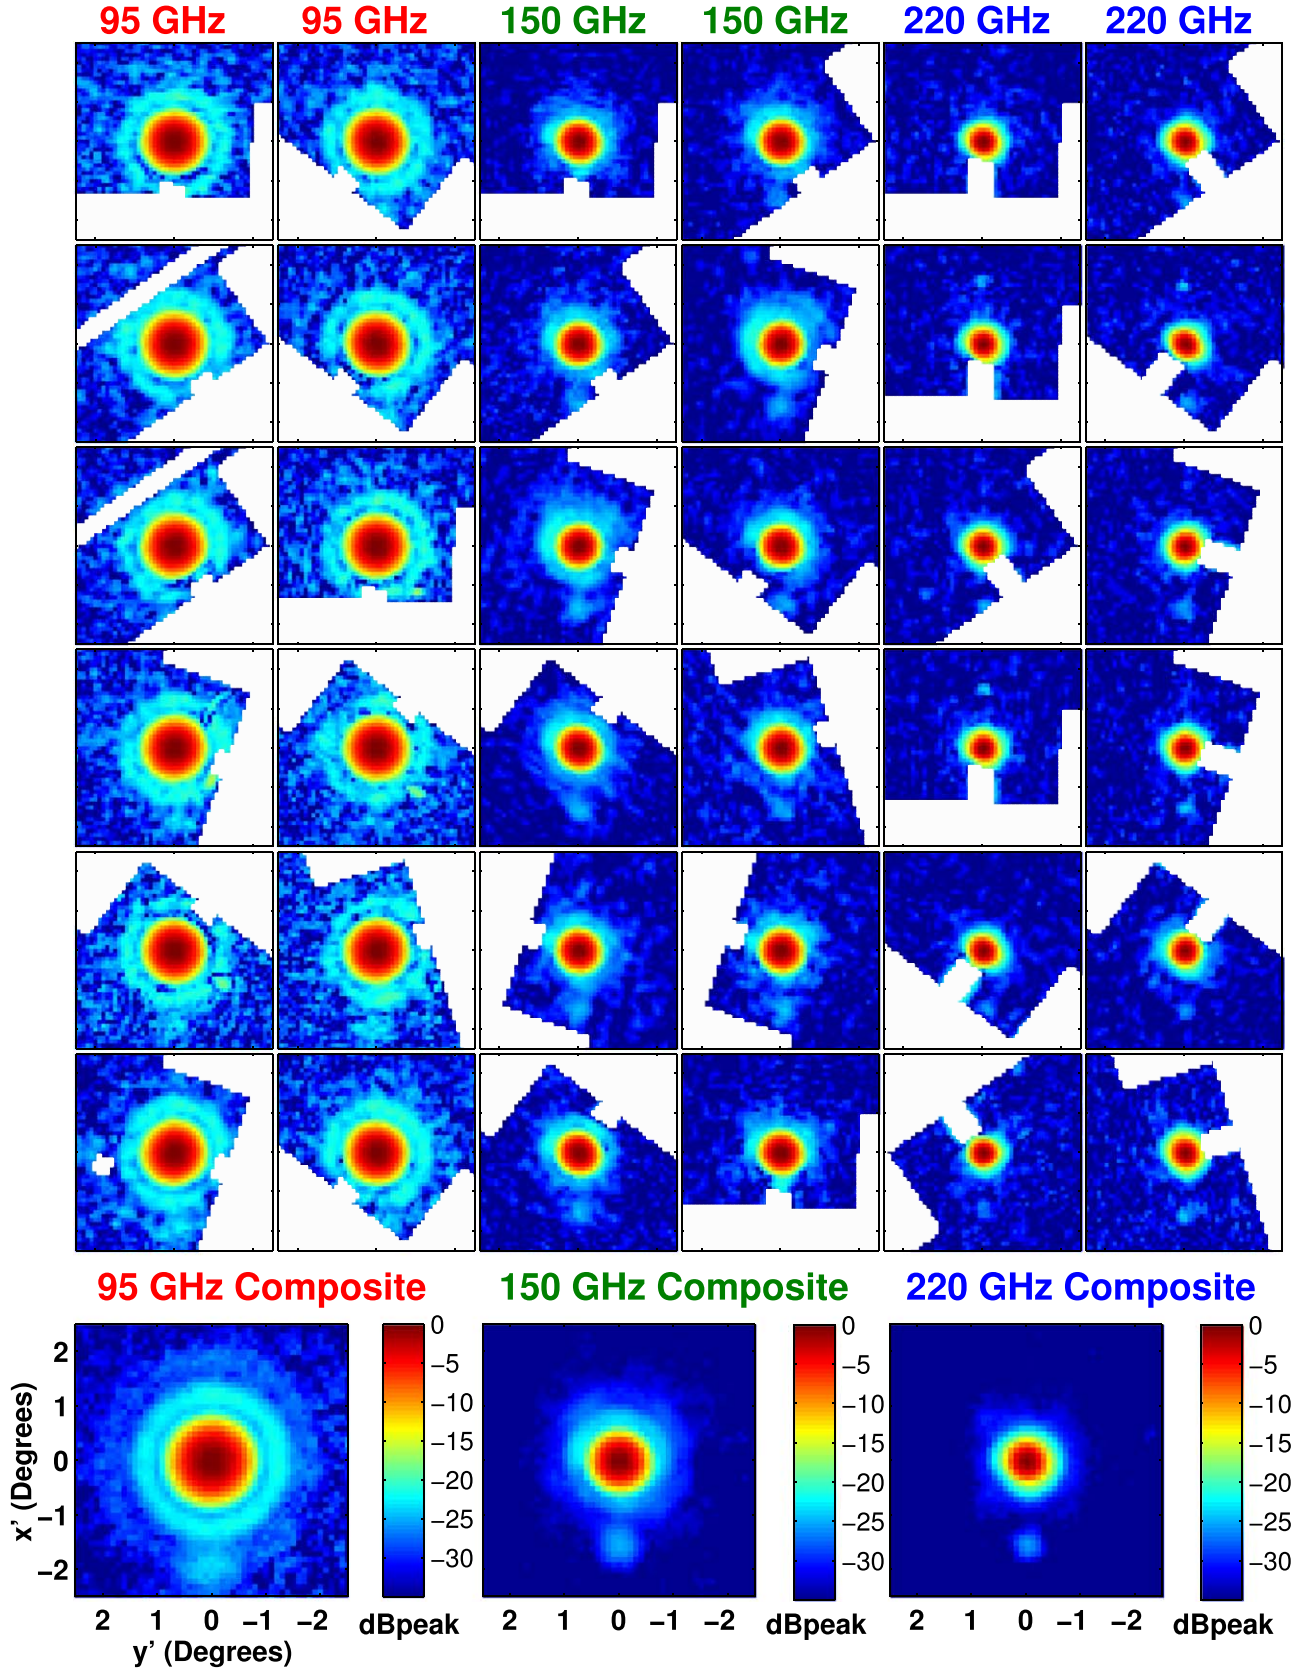 95 GHz 95 GHz 150 GHz 150 GHz 220 GHz 220 GHz
95 GHz Composite 150 GHz Composite 220 GHz Composite
x' (Degrees)
2
1
0
−1
−2
2 1 0 −1 −2
y' (Degrees)
0
−5
−10
−15
−20
−25
−30
dBpeak
2 1 0 −1 −2
0
−5
−10
−15
−20
−25
−30
dBpeak
2 1 0 −1 −2
0
−5
−10
−15
−20
−25
−30
dBpeak